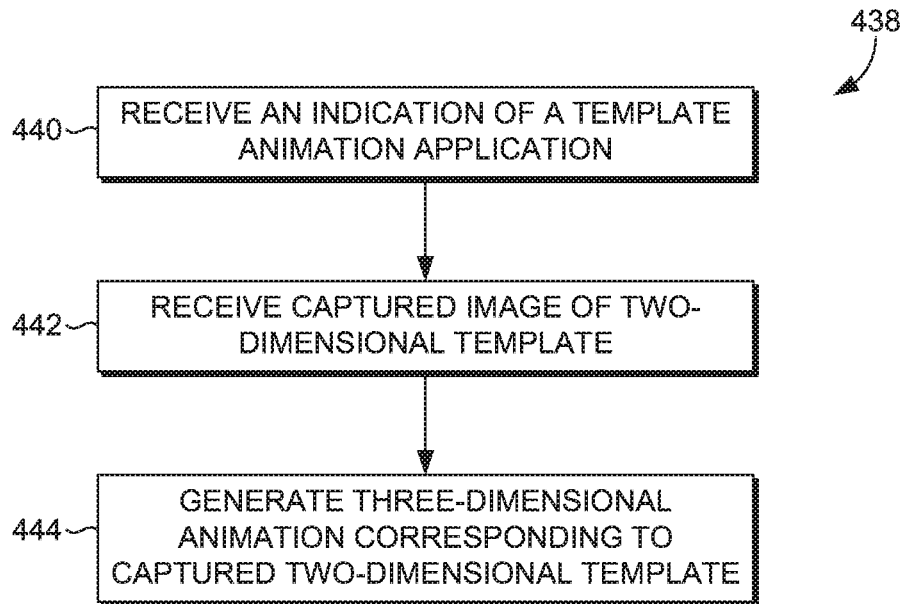 438
440
RECEIVE AN INDICATION OF A TEMPLATE
ANIMATION APPLICATION
442
RECEIVE CAPTURED IMAGE OF TWO-
DIMENSIONAL TEMPLATE
444
GENERATE THREE-DIMENSIONAL
ANIMATION CORRESPONDING TO
CAPTURED TWO-DIMENSIONAL TEMPLATE